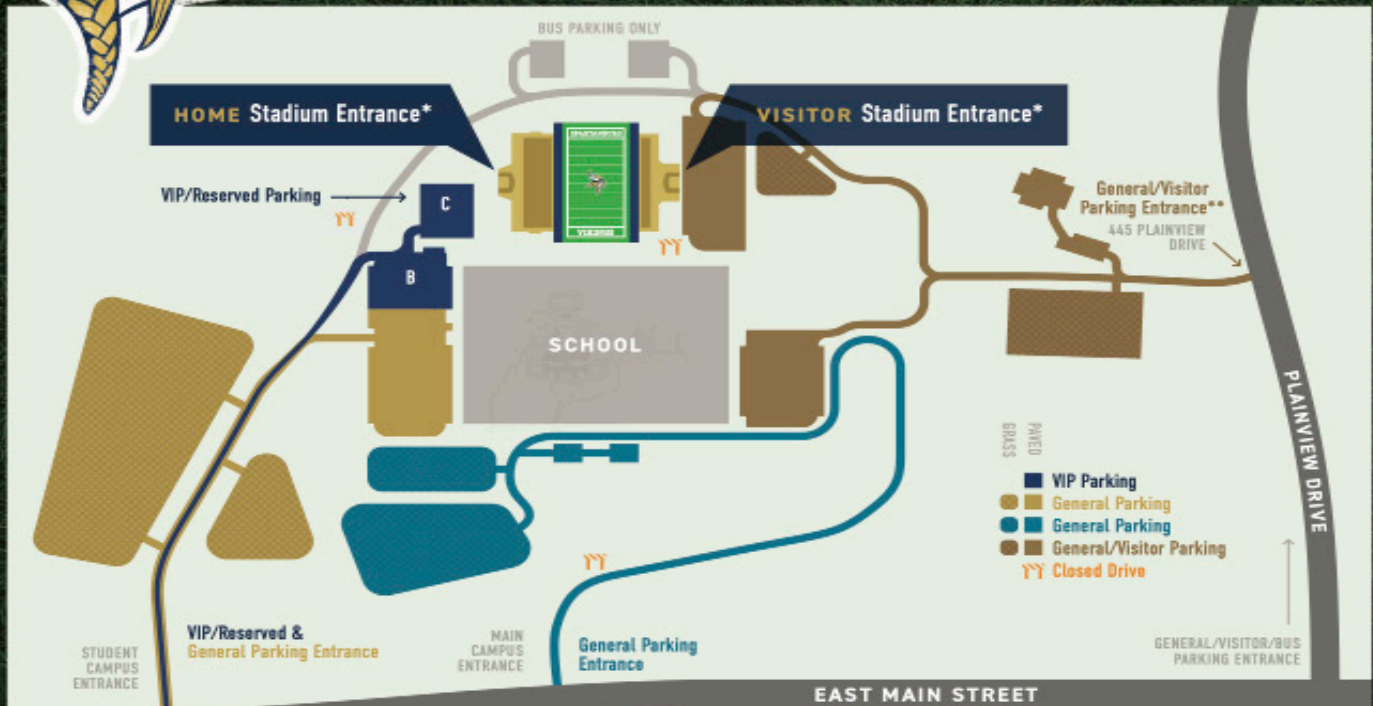 BUS PARKING ONLY
HOME Stadium Entrance*
VISITOR Stadium Entrance*
VIP/Reserved Parking
C
B
General/Visitor
Parking Entrance**
445 PLAINVIEW
DRIVE
SCHOOL
PLAINVIEW DRIVE
GRASS
PAVED
VIP Parking
General Parking
General Parking
General/Visitor Parking
Closed Drive
VIP/Reserved &
General Parking Entrance
STUDENT
CAMPUS
ENTRANCE
MAIN
CAMPUS
ENTRANCE
General Parking
Entrance
GENERAL/VISITOR/BUS
PARKING ENTRANCE
EAST MAIN STREET